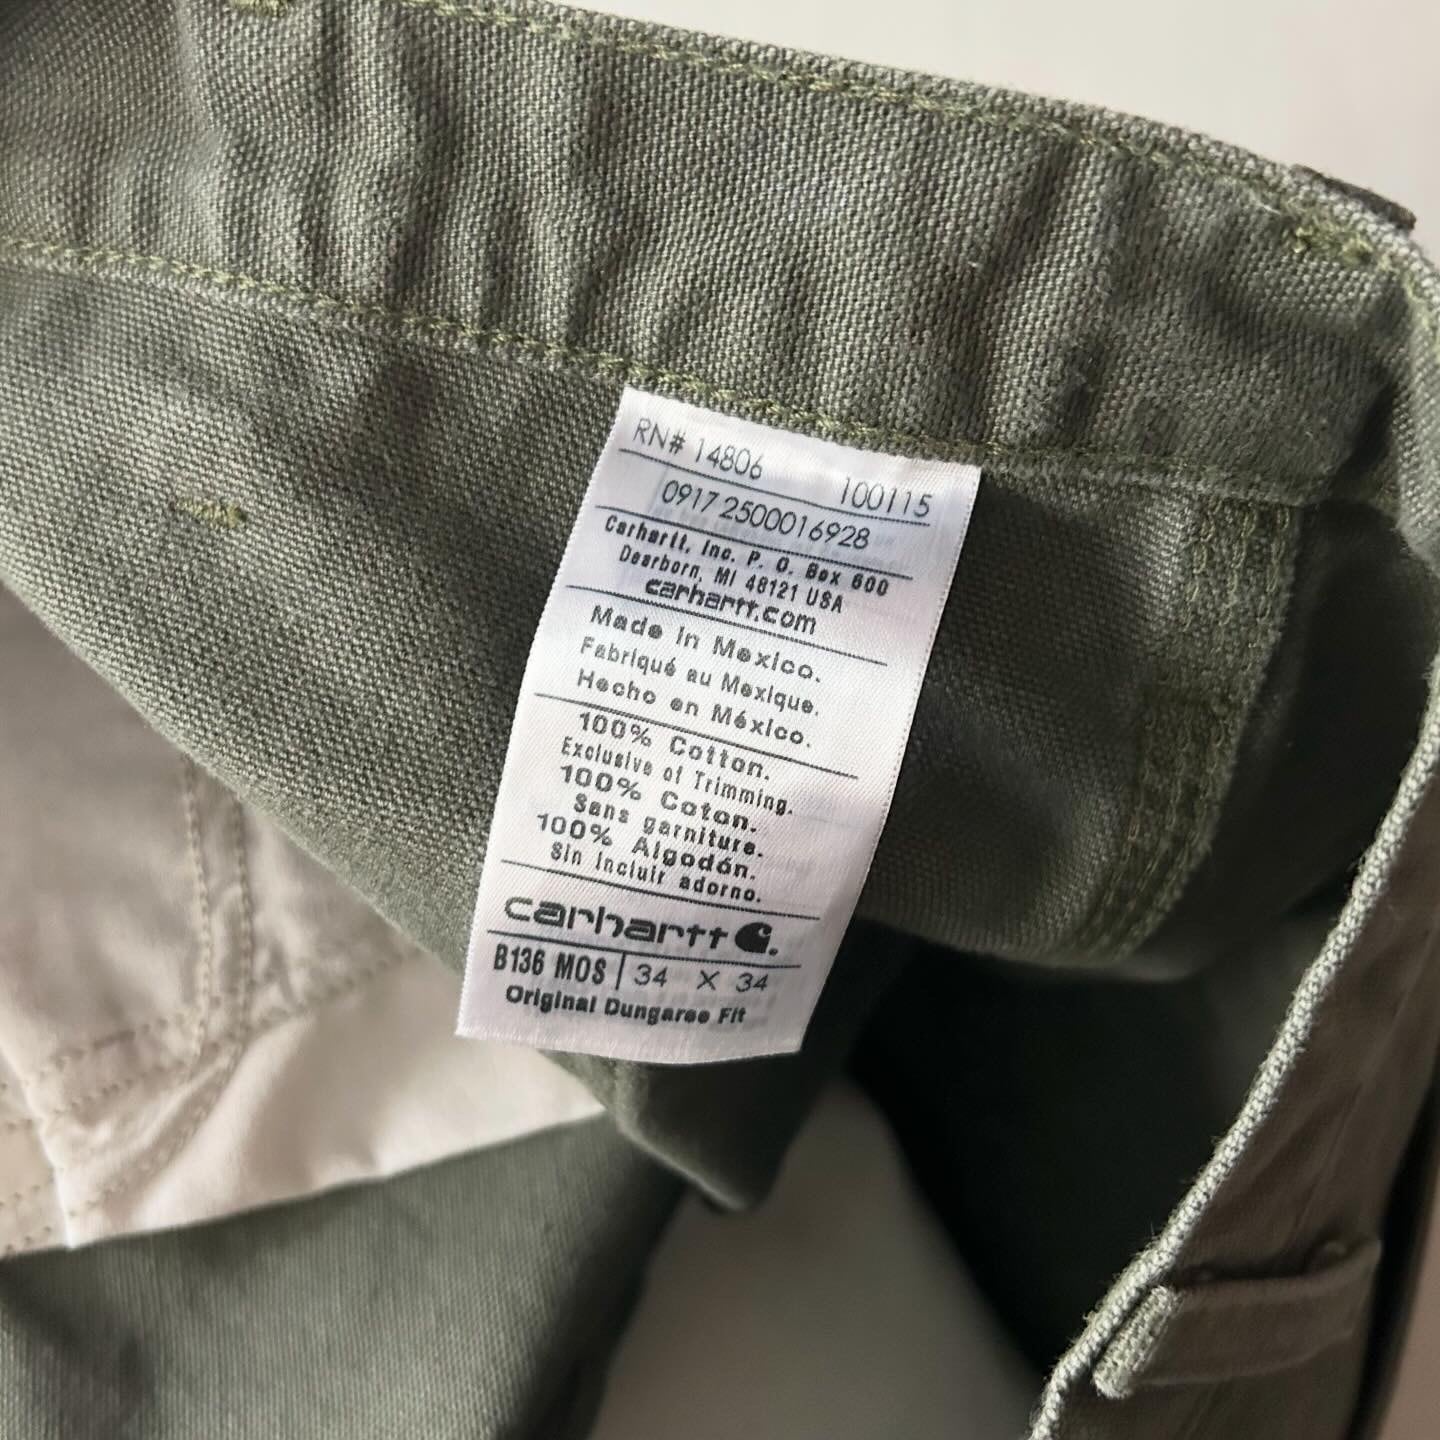 RN# 14806 100115
0917 2500016928
Carhartt, Inc. P. O. Box 600
Dearborn, MI 48121 USA
carhartt.com
Made in Mexico.
Fabriqué au Mexique.
Hecho en México.
100% Cotton.
Exclusive of Trimming.
100% Coton.
Sans garniture.
100% Algodón.
Sin incluir adorno.
carhartt
B136 MOS | 34 X 34
Original Dungaree Fit